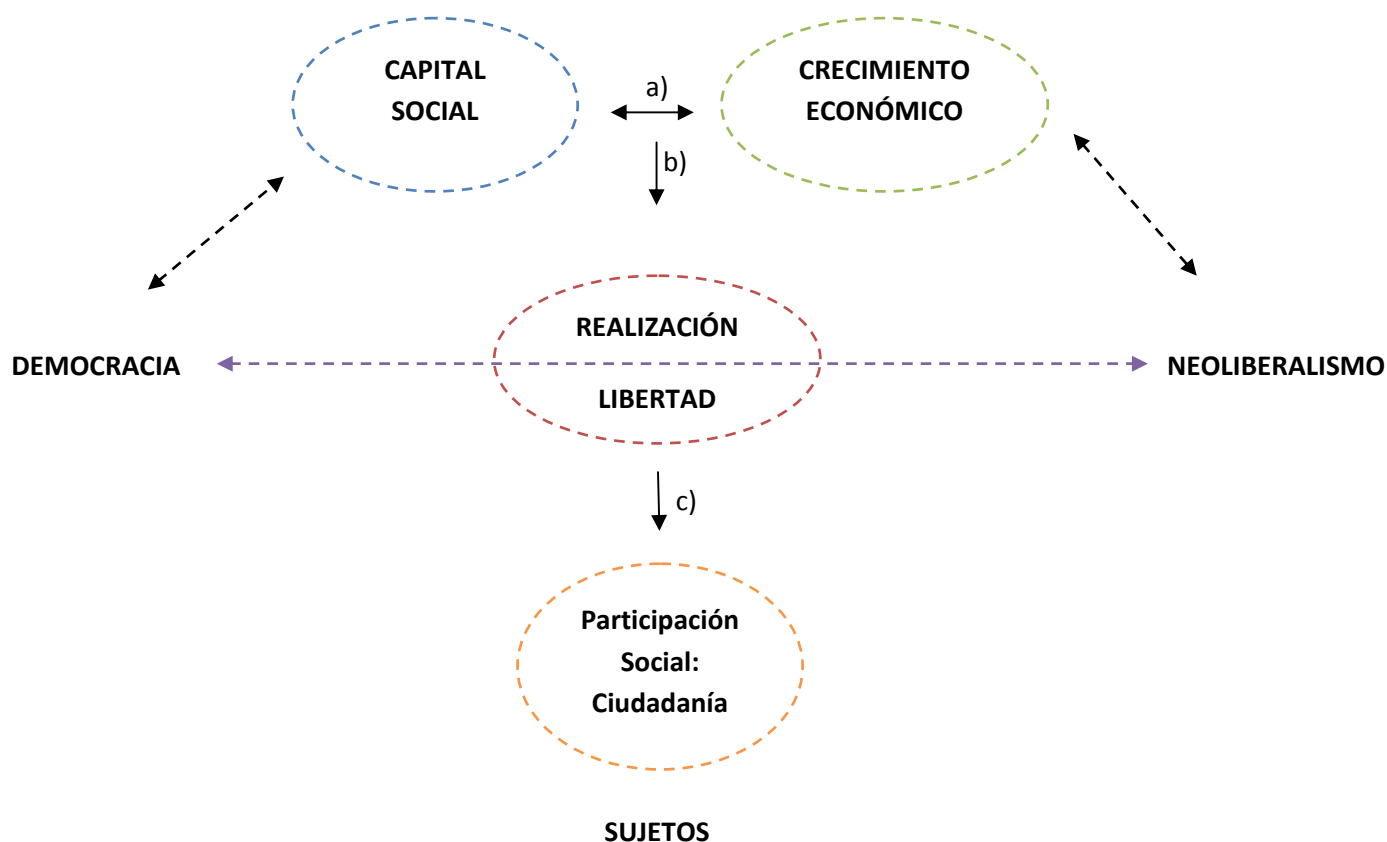 CAPITAL
SOCIAL
a)
CRECIMIENTO
ECONÓMICO
b)
REALIZACIÓN
DEMOCRACIA
NEOLIBERALISMO
LIBERTAD
c)
Participación
Social:
Ciudadanía
SUJETOS